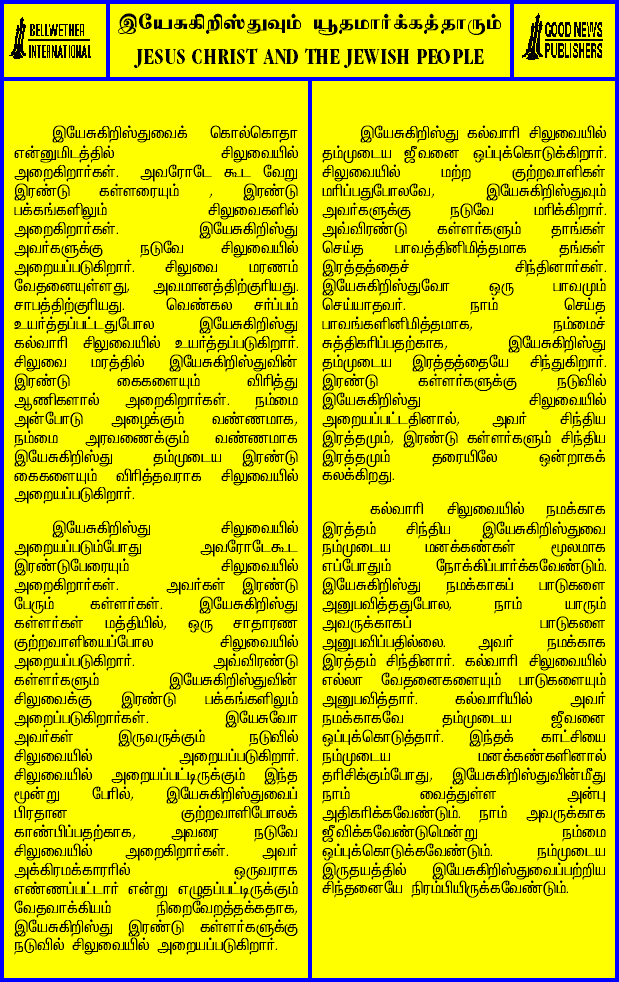 BELLWETHER
INTERNATIONAL
இயேசுகிறிஸ்துவும் யூதமார்க்கத்தாரும்
JESUS CHRIST AND THE JEWISH PEOPLE
GOOD NEWS
PUBLISHERS
இயேசுகிறிஸ்துவைக் கொல்கொதா
என்னுமிடத்தில் சிலுவையில்
அறைகிறார்கள். அவரோடே கூட வேறு
இரண்டு கள்ளரையும் , இரண்டு
பக்கங்களிலும் சிலுவைகளில்
அறைகிறார்கள். இயேசுகிறிஸ்து
அவர்களுக்கு நடுவே சிலுவையில்
அறையப்படுகிறார். சிலுவை மரணம்
வேதனையுள்ளது, அவமானத்திற்குரியது.
சாபத்திற்குரியது. வெண்கல சர்ப்பம்
உயர்த்தப்பட்டதுபோல இயேசுகிறிஸ்து
கல்வாரி சிலுவையில் உயர்த்தப்படுகிறார்.
சிலுவை மரத்தில் இயேசுகிறிஸ்துவின்
இரண்டு கைகளையும் விரித்து
ஆணிகளால் அறைகிறார்கள். நம்மை
அன்போடு அழைக்கும் வண்ணமாக,
நம்மை அரவணைக்கும் வண்ணமாக
இயேசுகிறிஸ்து தம்முடைய இரண்டு
கைகளையும் விரித்தவராக சிலுவையில்
அறையப்படுகிறார்.
இயேசுகிறிஸ்து சிலுவையில்
அறையப்படும்போது அவரோடேகூட
இரண்டுபேரையும் சிலுவையில்
அறைகிறார்கள். அவர்கள் இரண்டு
பேரும் கள்ளர்கள். இயேசுகிறிஸ்து
கள்ளர்கள் மத்தியில், ஒரு சாதாரண
குற்றவாளியைப்போல சிலுவையில்
அறையப்படுகிறார். அவ்விரண்டு
கள்ளர்களும் இயேசுகிறிஸ்துவின்
சிலுவைக்கு இரண்டு பக்கங்களிலும்
அறைப்படுகிறார்கள். இயேசுவோ
அவர்கள் இருவருக்கும் நடுவில்
சிலுவையில் அறையப்படுகிறார்.
சிலுவையில் அறையப்பட்டிருக்கும் இந்த
மூன்று பேரில், இயேசுகிறிஸ்துவைப்
பிரதான குற்றவாளிபோலக்
காண்பிப்பதற்காக, அவரை நடுவே
சிலுவையில் அறைகிறார்கள். அவர்
அக்கிரமக்காரரில் ஒருவராக
எண்ணப்பட்டார் என்று எழுதப்பட்டிருக்கும்
வேதவாக்கியம் நிறைவேறத்தக்கதாக,
இயேசுகிறிஸ்து இரண்டு கள்ளர்களுக்கு
நடுவில் சிலுவையில் அறையப்படுகிறார்.
இயேசுகிறிஸ்து கல்வாரி சிலுவையில்
தம்முடைய ஜீவனை ஒப்புக்கொடுக்கிறார்.
சிலுவையில் மற்ற குற்றவாளிகள்
மரிப்பதுபோலவே, இயேசுகிறிஸ்துவும்
அவர்களுக்கு நடுவே மரிக்கிறார்.
அவ்விரண்டு கள்ளர்களும் தாங்கள்
செய்த பாவத்தினிமித்தமாக தங்கள்
இரத்தத்தைச் சிந்தினார்கள்.
இயேசுகிறிஸ்துவோ ஒரு பாவமும்
செய்யாதவர். நாம் செய்த
பாவங்களினிமித்தமாக, நம்மைச்
சுத்திகரிப்பதற்காக, இயேசுகிறிஸ்து
தம்முடைய இரத்தத்தையே சிந்துகிறார்.
இரண்டு கள்ளர்களுக்கு நடுவில்
இயேசுகிறிஸ்து சிலுவையில்
அறையப்பட்டதினால், அவர் சிந்திய
இரத்தமும், இரண்டு கள்ளர்களும் சிந்திய
இரத்தமும் தரையிலே ஒன்றாகக்
கலக்கிறது.
கல்வாரி சிலுவையில் நமக்காக
இரத்தம் சிந்திய இயேசுகிறிஸ்துவை
நம்முடைய மனக்கண்கள் மூலமாக
எப்போதும் நோக்கிப்பார்க்கவேண்டும்.
இயேசுகிறிஸ்து நமக்காகப் பாடுகளை
அனுபவித்ததுபோல, நாம் யாரும்
அவருக்காகப் பாடுகளை
அனுபவிப்பதில்லை. அவர் நமக்காக
இரத்தம் சிந்தினார். கல்வாரி சிலுவையில்
எல்லா வேதனைகளையும் பாடுகளையும்
அனுபவித்தார். கல்வாரியில் அவர்
நமக்காகவே தம்முடைய ஜீவனை
ஒப்புக்கொடுத்தார். இந்தக் காட்சியை
நம்முடைய மனக்கண்களினால்
தரிசிக்கும்போது, இயேசுகிறிஸ்துவின்மீது
நாம் வைத்துள்ள அன்பு
அதிகரிக்கவேண்டும். நாம் அவருக்காக
ஜீவிக்கவேண்டுமென்று நம்மை
ஒப்புக்கொடுக்கவேண்டும். நம்முடைய
இருதயத்தில் இயேசுகிறிஸ்துவைப்பற்றிய
சிந்தனையே நிரம்பியிருக்கவேண்டும்.